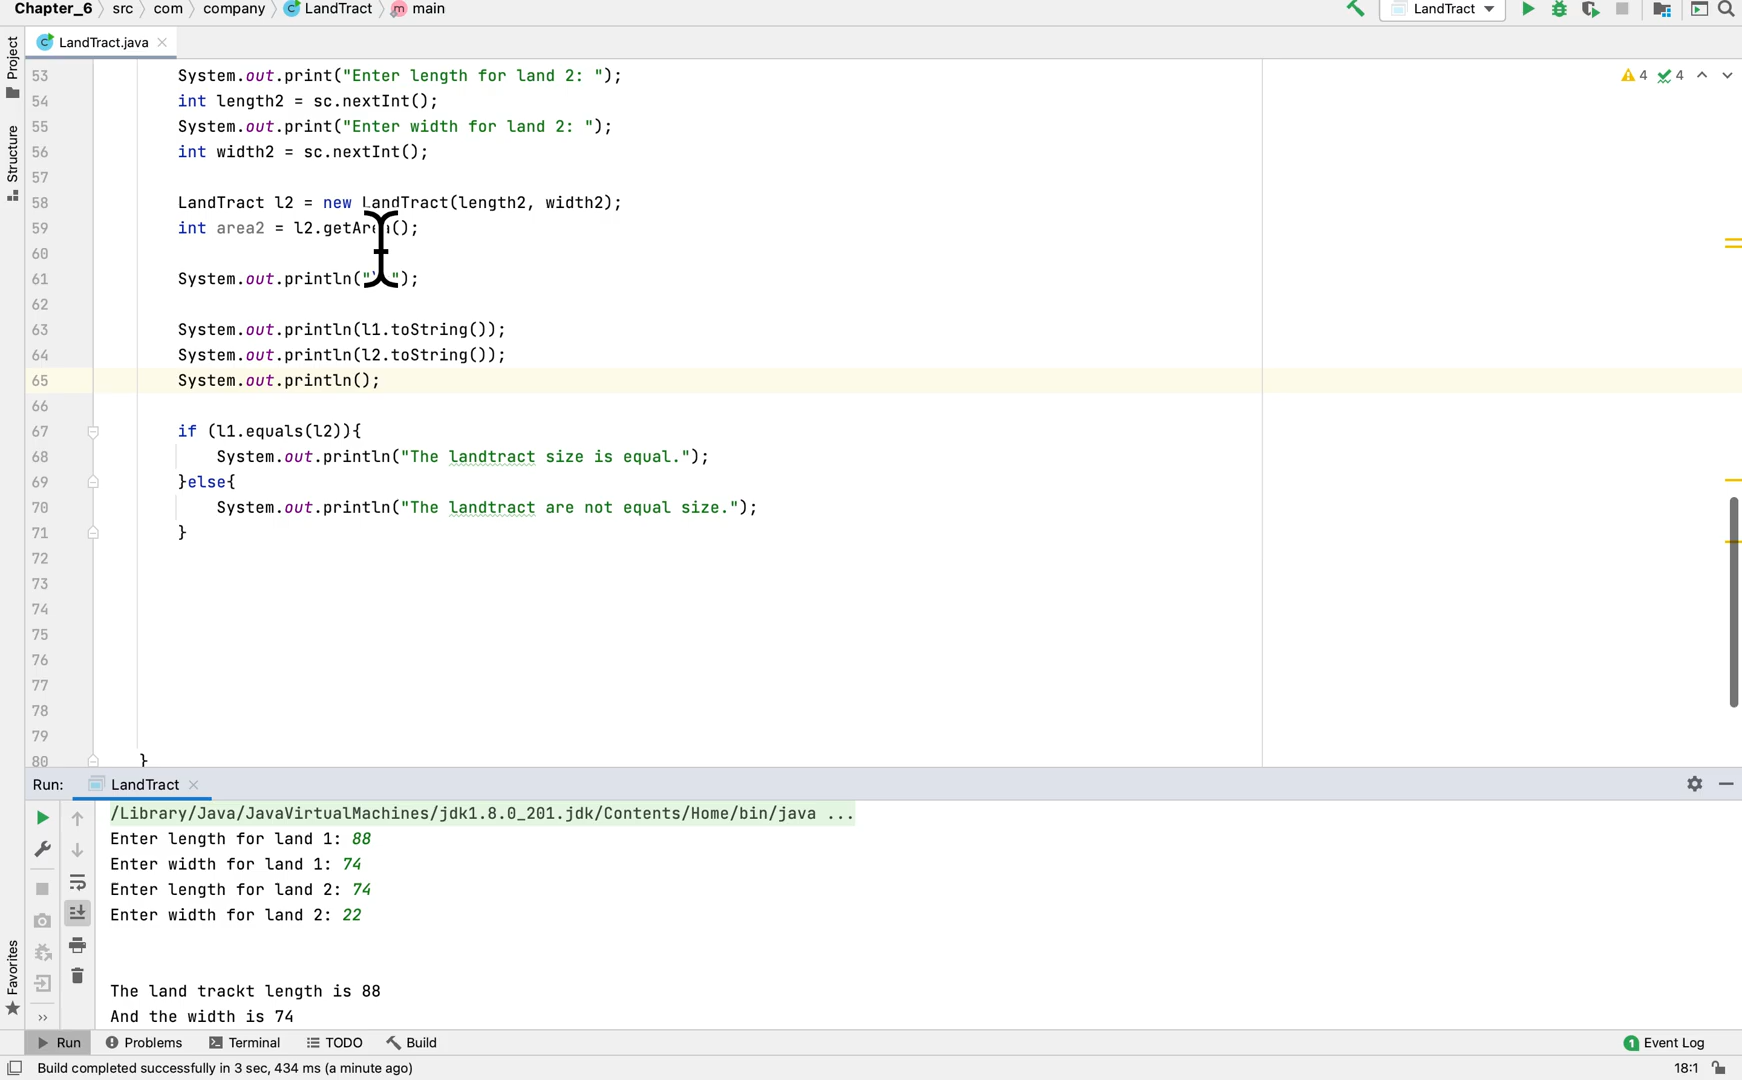 Chapter_6 src com company LandTract main
LandTract
LandTract.java
Project
Structure
Favorites
4 4
53 System.out.print("Enter length for land 2: ");
54 int length2 = sc.nextInt();
55 System.out.print("Enter width for land 2: ");
56 int width2 = sc.nextInt();
57
58 LandTract l2 = new LandTract(length2, width2);
59 int area2 = l2.getArea();
60
61 System.out.println(" ");
62
63 System.out.println(l1.toString());
64 System.out.println(l2.toString());
65 System.out.println();
66
67 if (l1.equals(l2)){
68 System.out.println("The landtract size is equal.");
69 }else{
70 System.out.println("The landtract are not equal size.");
71 }
72
73
74
75
76
77
78
79
80 }
Run: LandTract
/Library/Java/JavaVirtualMachines/jdk1.8.0_201.jdk/Contents/Home/bin/java ...
Enter length for land 1: 88
Enter width for land 1: 74
Enter length for land 2: 74
Enter width for land 2: 22
The land trackt length is 88
And the width is 74
Run Problems Terminal TODO Build 1 Event Log
Build completed successfully in 3 sec, 434 ms (a minute ago) 18:1